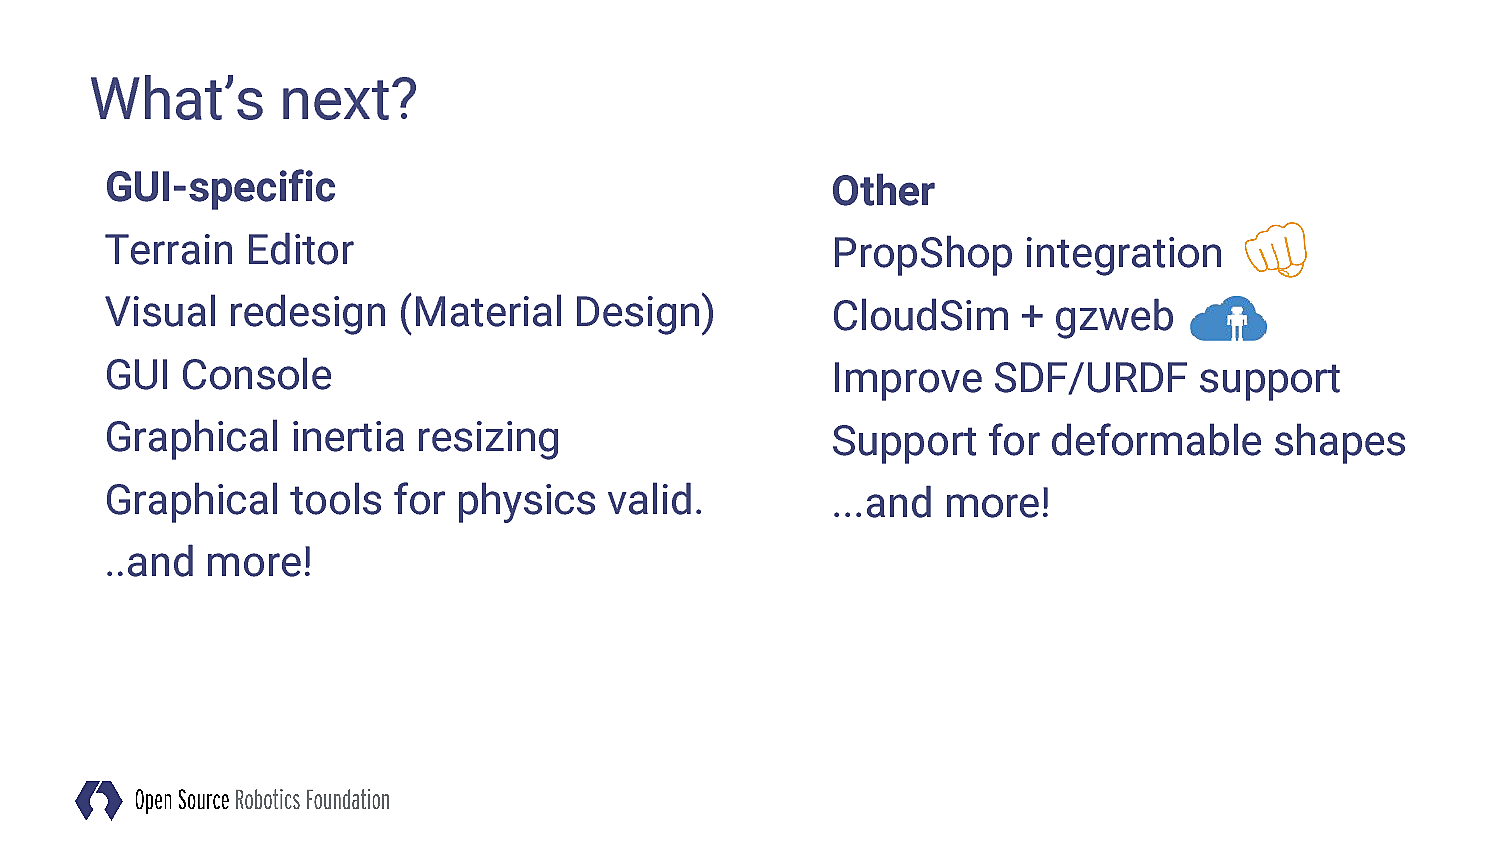 What’s next?
GUI-specific
Terrain Editor
Visual redesign (Material Design)
GUI Console
Graphical inertia resizing
Graphical tools for physics valid.
..and more!
Other
PropShop integration
CloudSim + gzweb
Improve SDF/URDF support
Support for deformable shapes
...and more!
Open Source Robotics Foundation